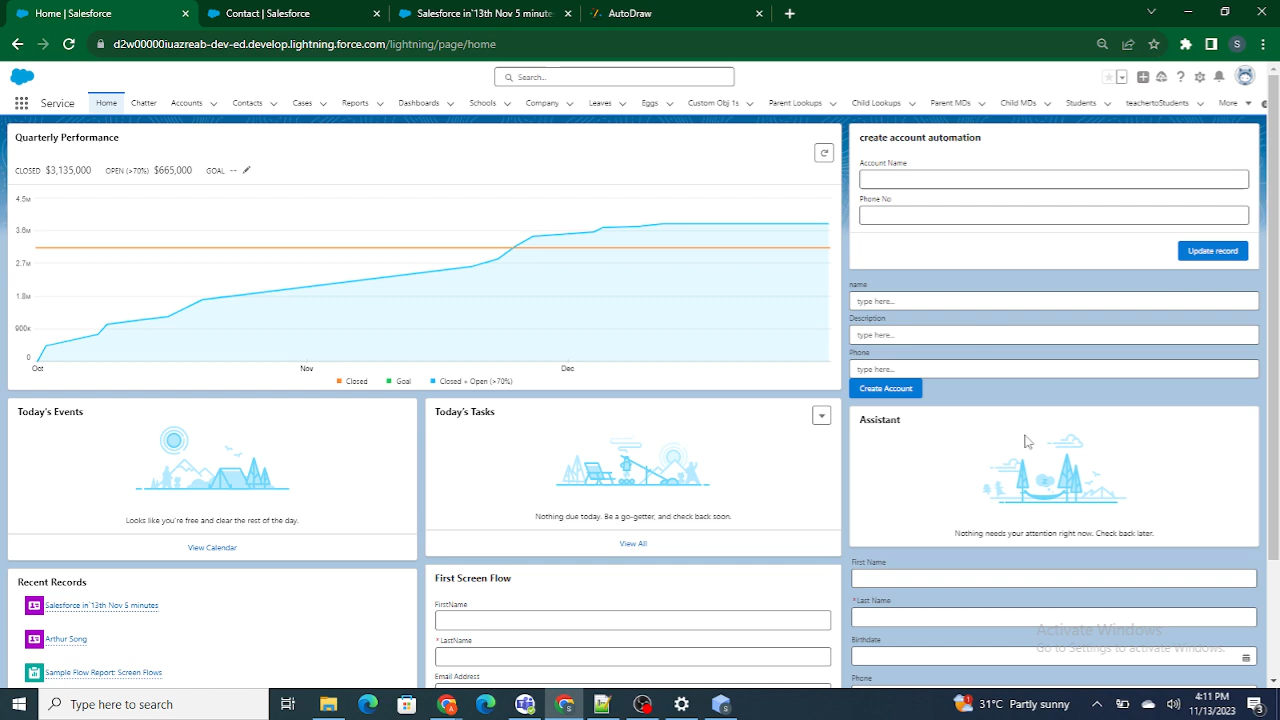 Home | Salesforce
Contact | Salesforce
Salesforce in'13th Nov 5 minute
AutoDraw
d2w00000iuazreab-dev-ed.develop.lightning.force.com/lightning/page/home
S
Search...
Service
Home Chatter Accounts Contacts Cases Reports Dashboards Schools Company Leaves Eggs Custom Obj 1s Parent Lookups Child Lookups Parent MDs Child MDs Students teachertoStudents More
Quarterly Performance
CLOSED $3,135,000 OPEN (>70%) $665,000 GOAL --
4.5M
3.6M
2.7M
1.8M
900K
0
Oct Nov Dec
Closed Goal Closed + Open (>70%)
create account automation
Account Name
Phone No
Update record
name
type here...
Description
type here...
Phone
type here...
Create Account
Today's Events
Looks like you're free and clear the rest of the day.
View Calendar
Today's Tasks
Nothing due today. Be a go-getter, and check back soon.
View All
Assistant
Nothing needs your attention right now. Check back later.
Recent Records
Salesforce in'13th Nov 5 minutes
Arthur Song
Sample Flow Report: Screen Flows
First Screen Flow
FirstName
* LastName
Email Address
First Name
* Last Name
Birthdate
Phone
Activate Windows
Go to Settings to activate Windows.
Type here to search
31°C Partly sunny
4:11 PM
11/13/2023